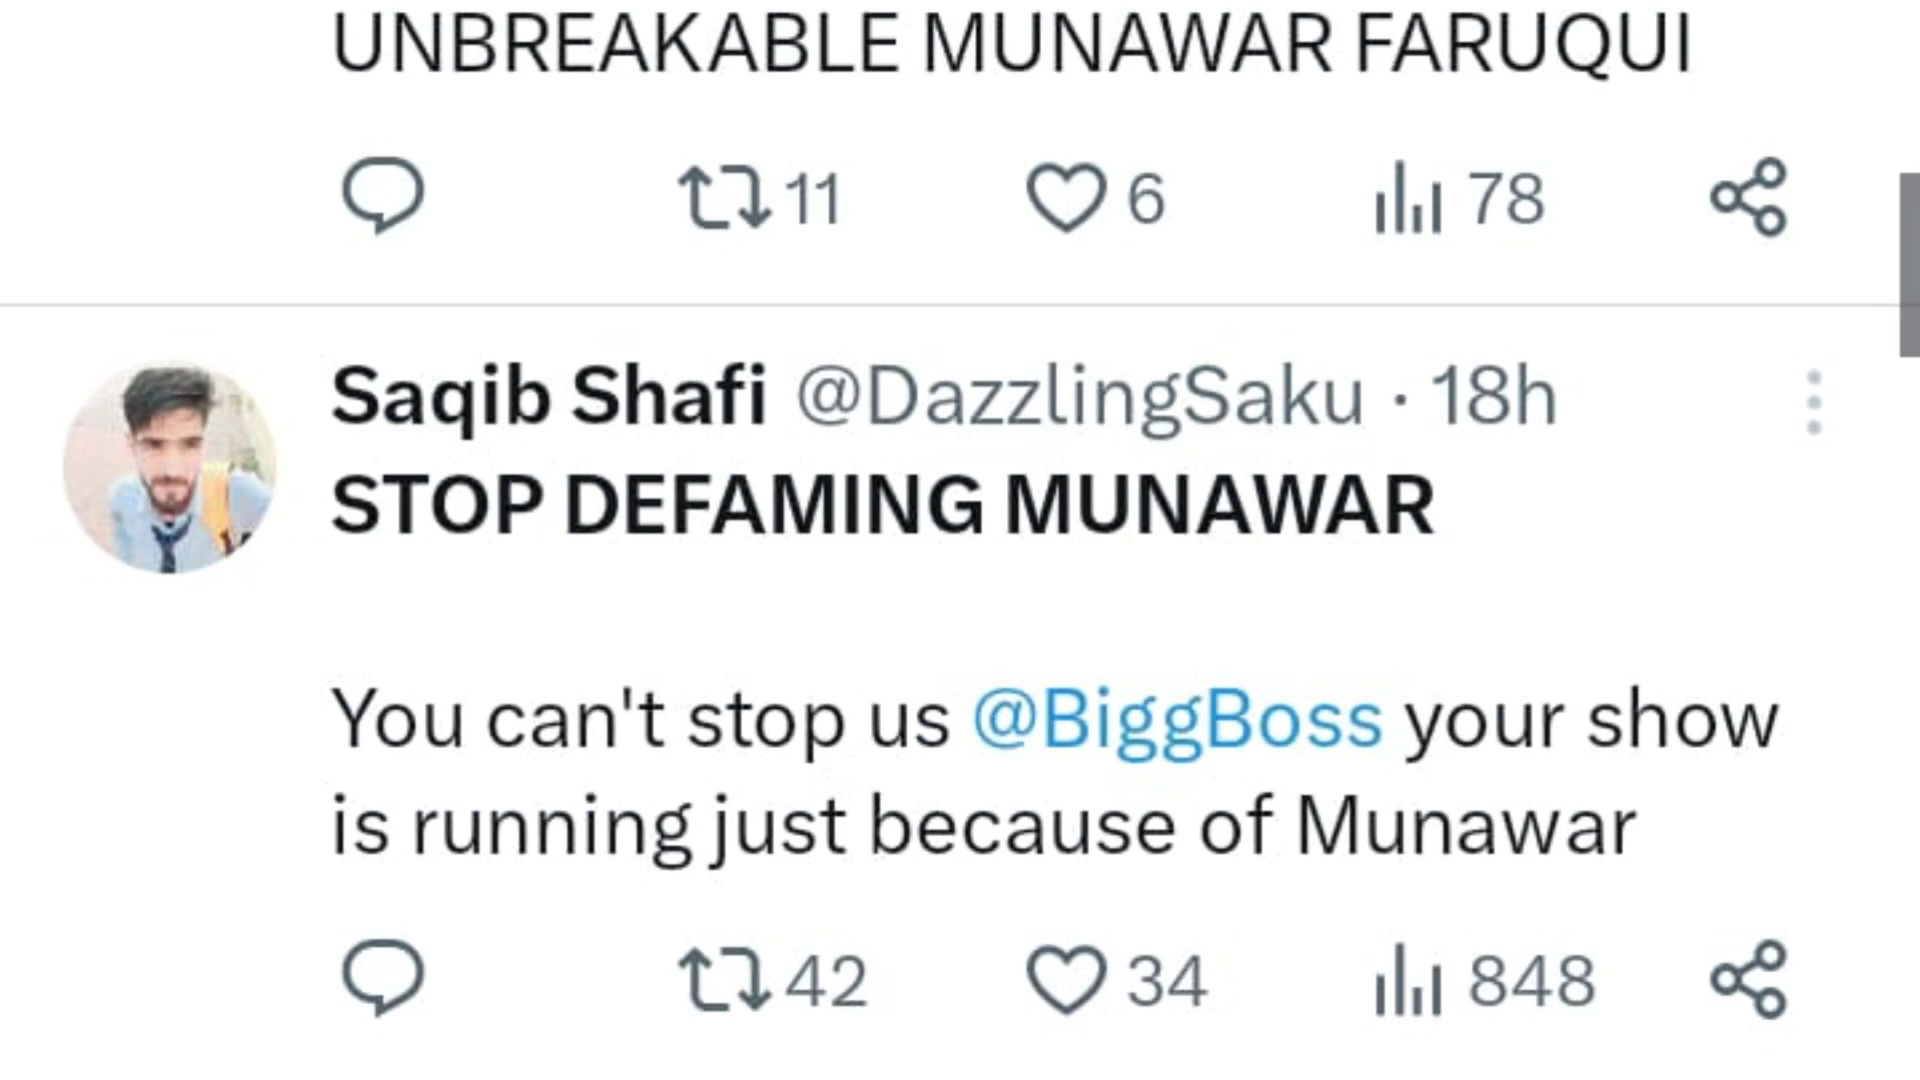 UNBREAKABLE MUNAWAR FARUQUI
11 6 78
Saqib Shafi @DazzlingSaku · 18h
STOP DEFAMING MUNAWAR
You can't stop us @BiggBoss your show
is running just because of Munawar
42 34 848